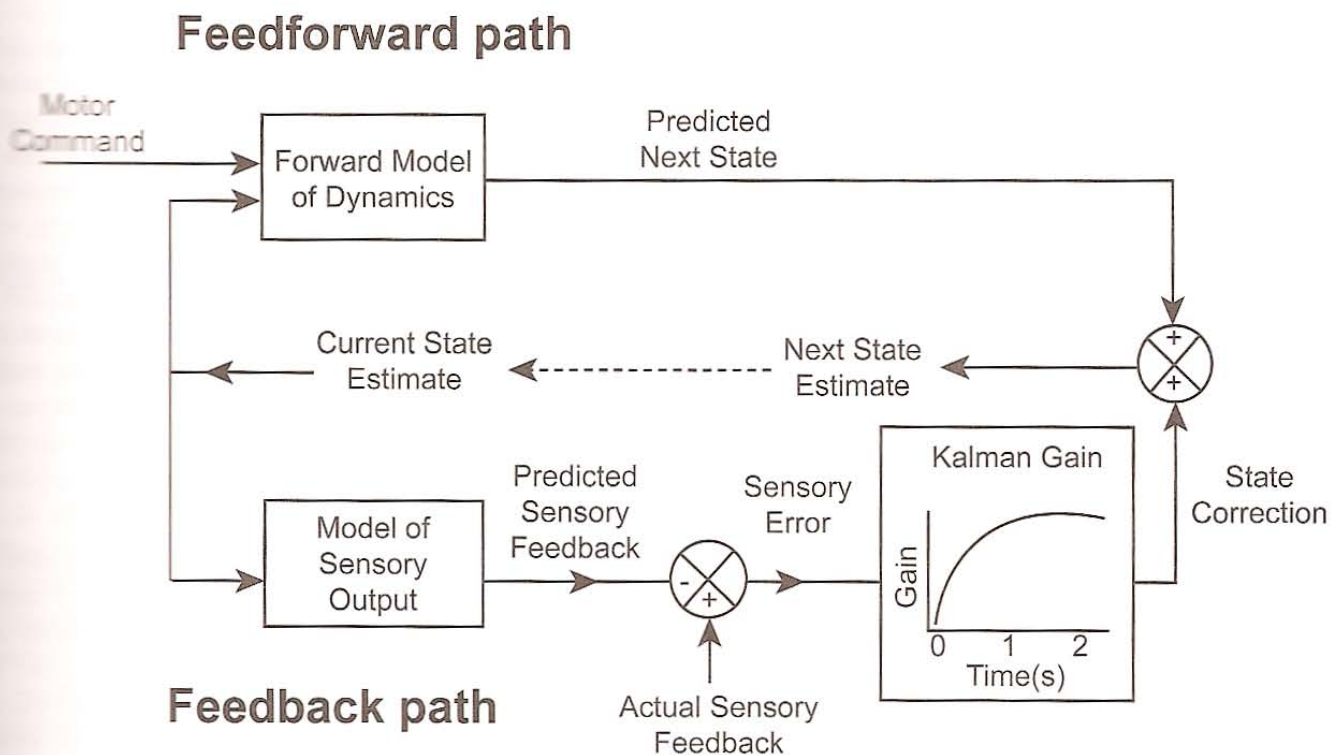 Feedforward path
Motor
Command
Forward Model
of Dynamics
Predicted
Next State
+
+
Current State
Estimate
Next State
Estimate
Model of
Sensory
Output
Predicted
Sensory
Feedback
-
+
Sensory
Error
Kalman Gain
Gain
0 1 2
Time(s)
State
Correction
Feedback path
Actual Sensory
Feedback